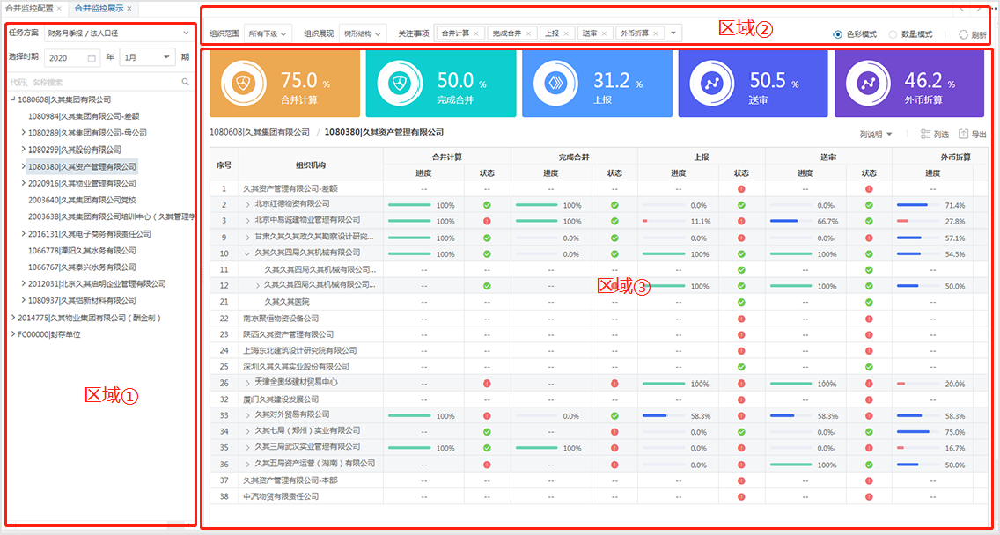 合并监控配置 × 合并监控展示 ×
任务方案 财务月季报 / 法人口径
选择时期 2020 年 1月 期
代码、名称搜索
1080608|久其集团有限公司
1080984|久其集团有限公司-差额
1080289|久其集团有限公司-母公司
1080299|久其股份有限公司
1080380|久其资产管理有限公司
2020916|久其物业管理有限公司
2003640|久其集团有限公司党校
2003638|久其集团有限公司培训中心（久其管理学
2016131|久其电子商务有限责任公司
1066778|溧阳久其水务有限公司
1066767|久其泰兴水务有限公司
2012031|北京久其启明企业管理有限公司
1080937|久其铝新材料有限公司
2014775|久其物业集团有限公司（酬金制）
FC00000|封存单位
区域①
组织范围 所有下级 组织展现 树形结构 关注事项 合并计算 × 完成合并 × 上报 × 送审 × 外币折算 × 区域② 色彩模式 数量模式 刷新
75.0 % 合并计算
50.0 % 完成合并
31.2 % 上报
50.5 % 送审
46.2 % 外币折算
1080608|久其集团有限公司 / 1080380|久其资产管理有限公司 列说明 列选 导出
序号 组织机构 合并计算 完成合并 上报 送审 外币折算
进度 状态 进度 状态 进度 状态 进度 状态 进度
1 久其资产管理有限公司-差额 -- -- -- -- -- -- --
2 北京红德物资有限公司 100% 100% 0.0% 0.0% 71.4%
3 北京中易诚建物业管理有限公司 100% 100% 11.1% 66.7% 27.8%
9 甘肃久其久其政久其勘察设计研究... 100% 0.0% 0.0% 0.0% 57.1%
10 久其久其四局久其机械有限公司 100% 0.0% 100% 100% 54.5%
11 久其久其四局久其机械有限公司... -- -- -- -- -- -- --
12 久其久其四局久其机械有限公司... -- -- 100% 100% 50.0%
区域③
21 久其久其医院 -- -- -- -- -- -- --
22 南京聚恒物资设备公司 -- -- -- -- -- -- --
23 陕西久其资产管理有限公司 -- -- -- -- -- -- --
24 上海东北建筑设计研究院有限公司 -- -- -- -- -- -- --
25 深圳久其久其实业股份有限公司 -- -- -- -- -- -- --
26 天津金奥华建材贸易中心 -- -- 100% 100% 20.0%
32 厦门久其建设发展公司 -- -- -- -- -- -- --
33 久其对外贸易有限公司 100% 0.0% 58.3% 58.3% 58.3%
34 久其七局（郑州）实业有限公司 -- -- 0.0% 0.0% 75.0%
35 久其三局武汉实业管理有限公司 100% 100% 0.0% 0.0% 16.7%
36 久其五局资产运营（湖南）有限公司 -- -- 0.0% 100% 50.0%
37 久其资产管理有限公司-本部 -- -- -- -- -- -- --
38 中汽物贸有限责任公司 -- -- -- -- -- -- --